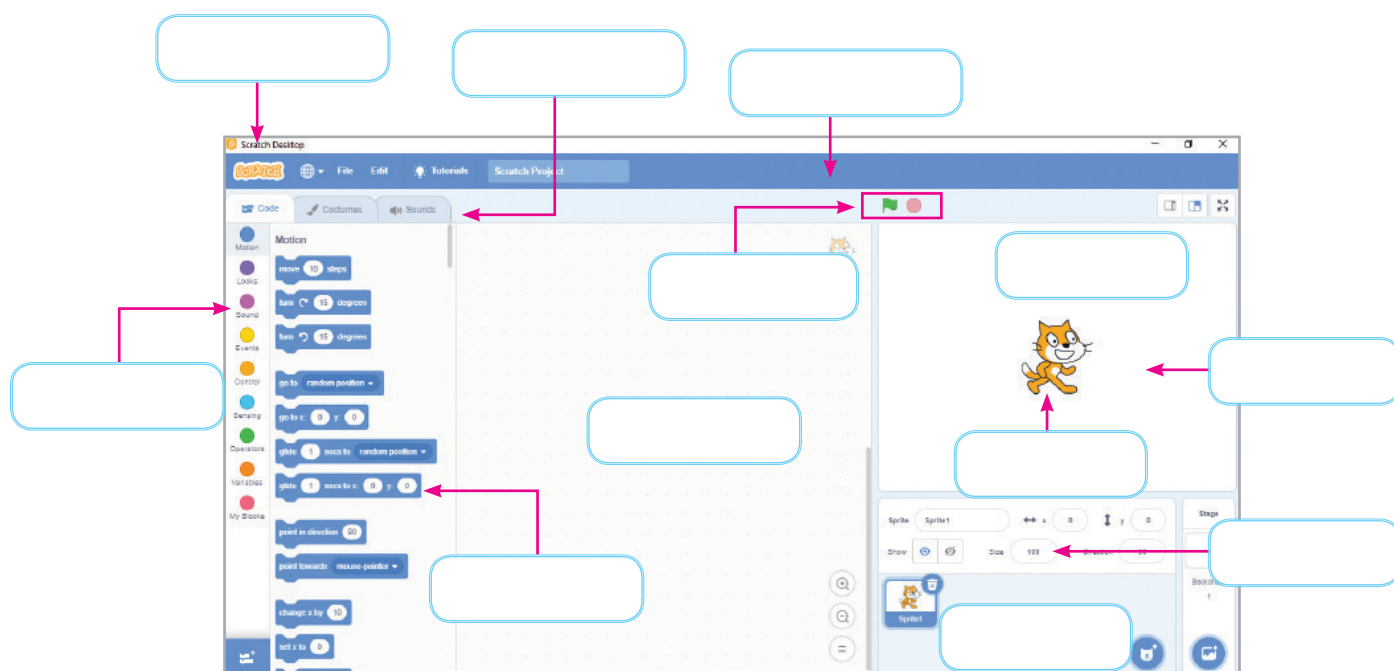 Scratch Desktop
SCRATCH File Edit Tutorials Scratch Project
Code Costumes Sounds
Motion
Looks
Sound
Events
Control
Sensing
Operators
Variables
My Blocks
Motion
move 10 steps
turn 15 degrees
turn 15 degrees
go to random position
go to x: 0 y: 0
glide 1 secs to random position
glide 1 secs to x: 0 y: 0
point in direction 90
point towards mouse-pointer
change x by 10
set x to 0
Sprite Sprite1 x 0 y 0
Show Size 100 Direction
Sprite1
Stage
1